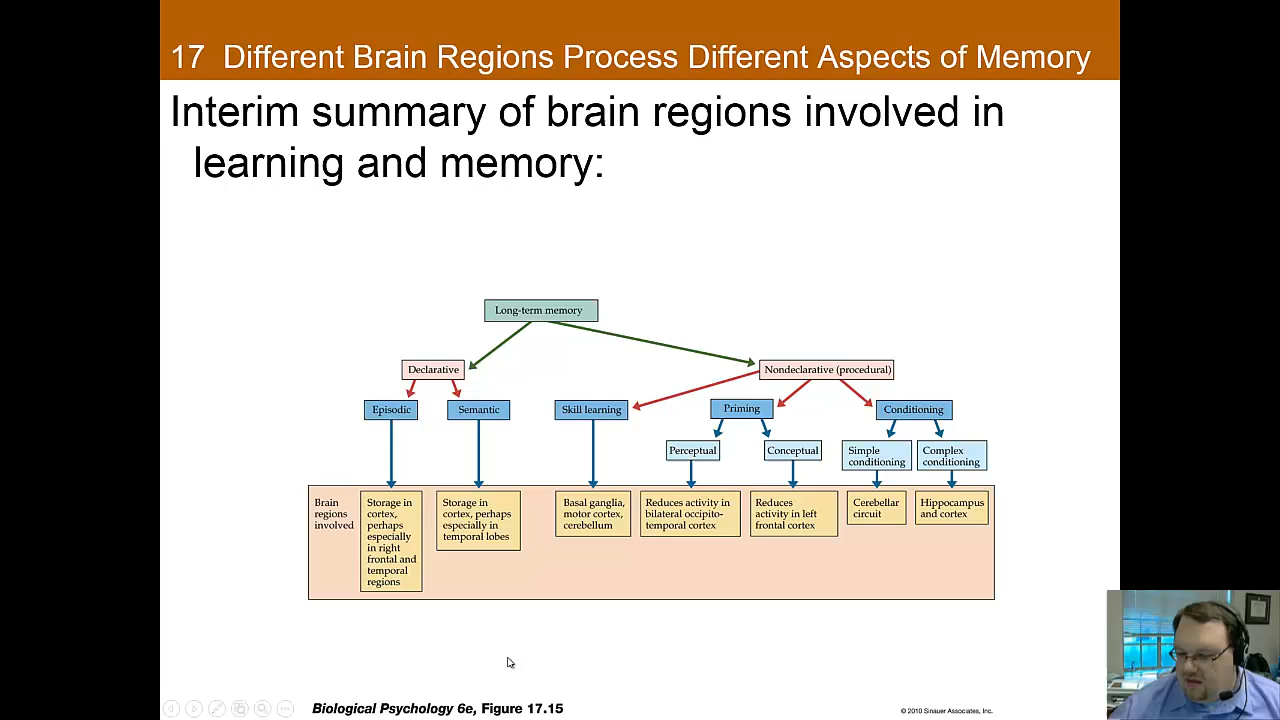 17 Different Brain Regions Process Different Aspects of Memory
Interim summary of brain regions involved in
learning and memory:
Long-term memory
Declarative
Nondeclarative (procedural)
Episodic
Semantic
Skill learning
Priming
Conditioning
Perceptual
Conceptual
Simple
conditioning
Complex
conditioning
Brain
regions
involved
Storage in
cortex,
perhaps
especially
in right
frontal and
temporal
regions
Storage in
cortex, perhaps
especially in
temporal lobes
Basal ganglia,
motor cortex,
cerebellum
Reduces activity in
bilateral occipito-
temporal cortex
Reduces
activity in left
frontal cortex
Cerebellar
circuit
Hippocampus
and cortex
Biological Psychology 6e, Figure 17.15
© 2010 Sinauer Associates, Inc.